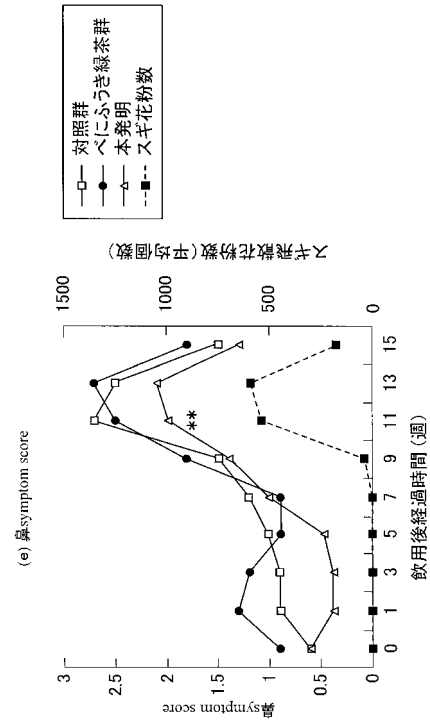 (e) 鼻symptom score
対照群
べにふうき緑茶群
本発明
スギ花粉数
鼻symptom score
3
2.5
2
1.5
1
0.5
0
スギ飛散花粉数(平均個数)
1500
1000
500
0
**
0 1 3 5 7 9 11 13 15
飲用後経過時間(週)